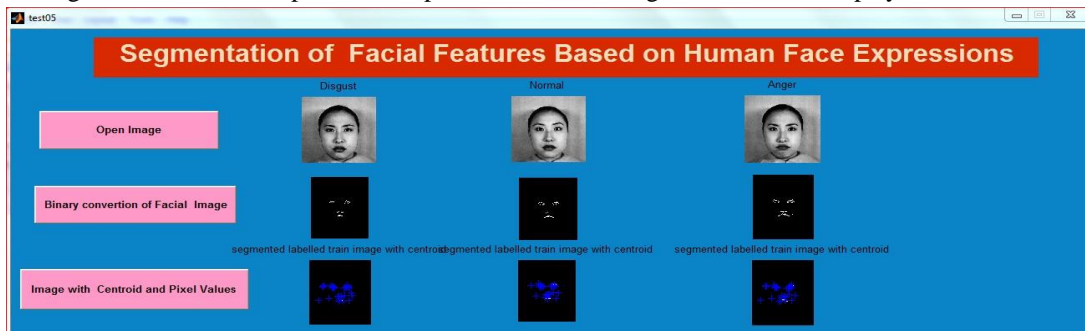 test05
Segmentation of Facial Features Based on Human Face Expressions
Disgust Normal Anger
Open Image
Binary convertion of Facial Image
segmented labelled train image with centroid segmented labelled train image with centroid segmented labelled train image with centroid
Image with Centroid and Pixel Values